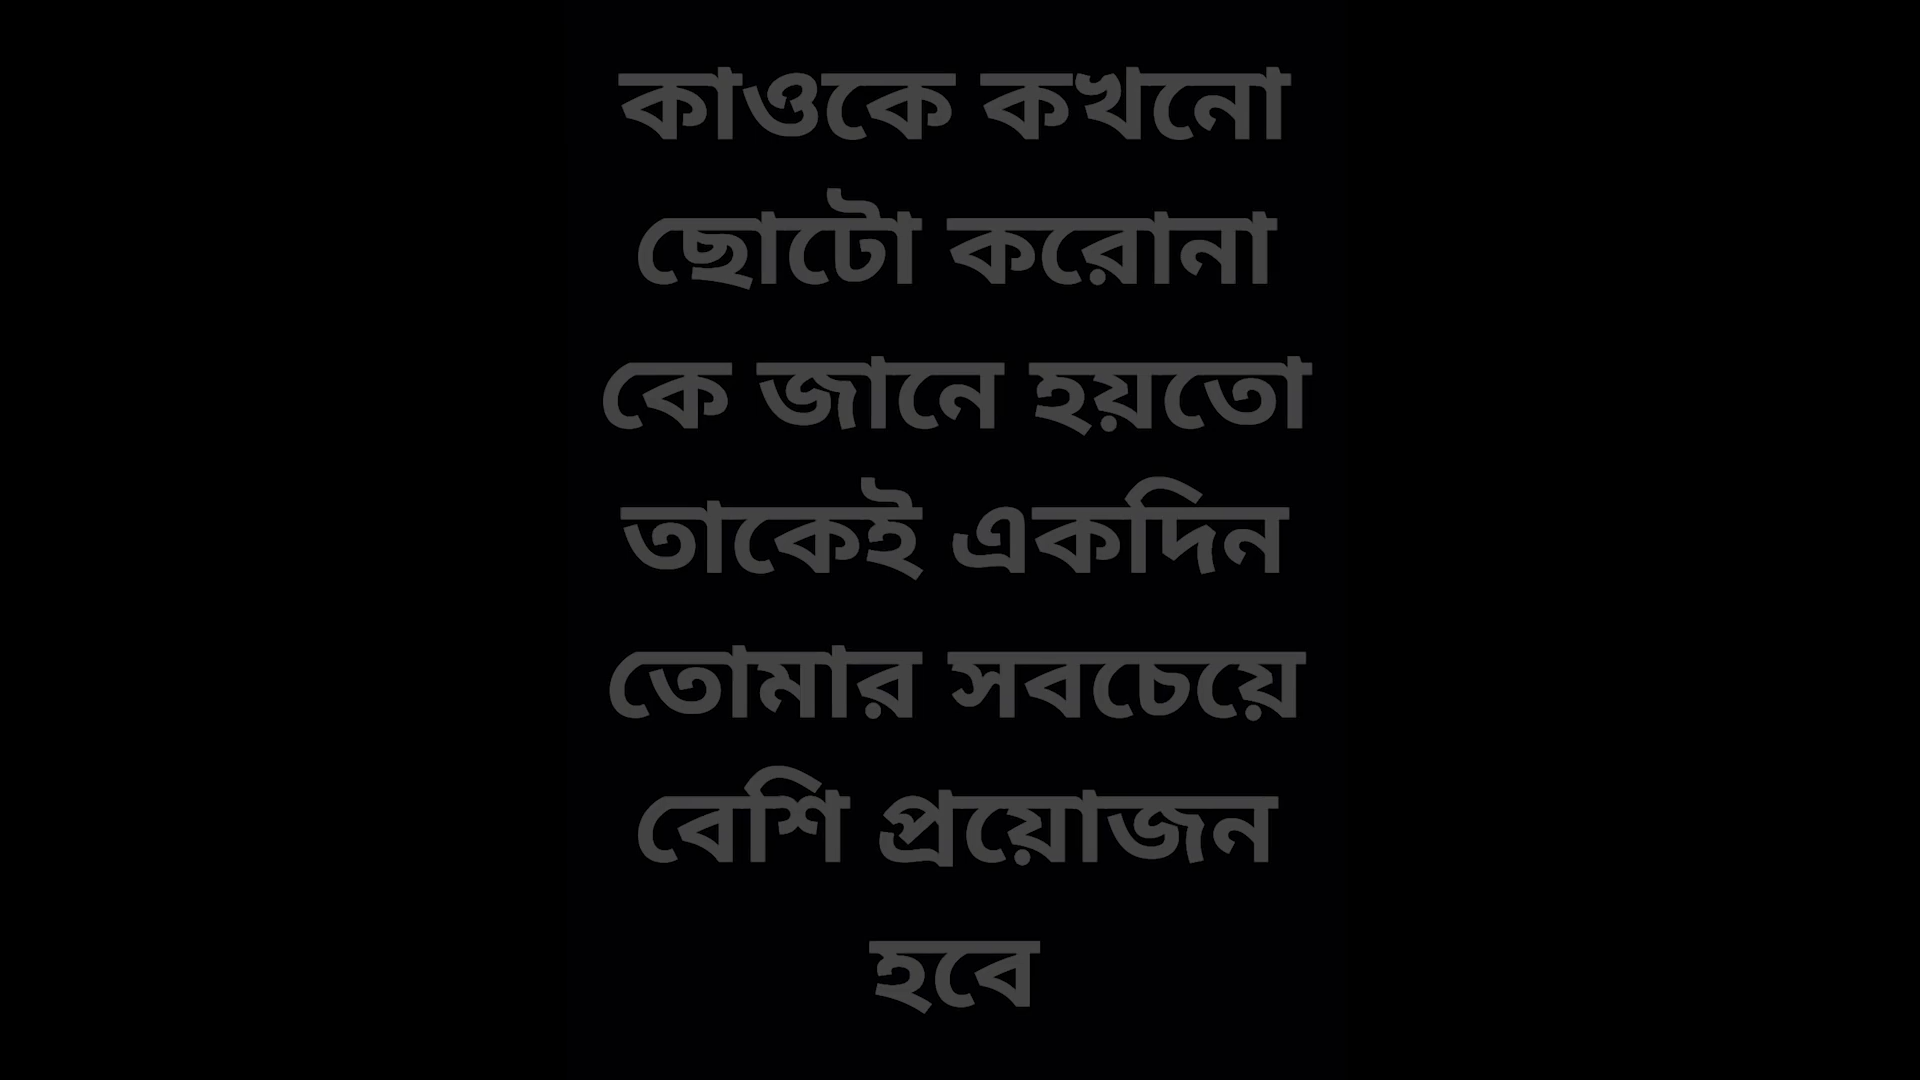 কাওকে কখনো
ছোটো করোনা
কে জানে হয়তো
তাকেই একদিন
তোমার সবচেয়ে
বেশি প্রয়োজন
হবে